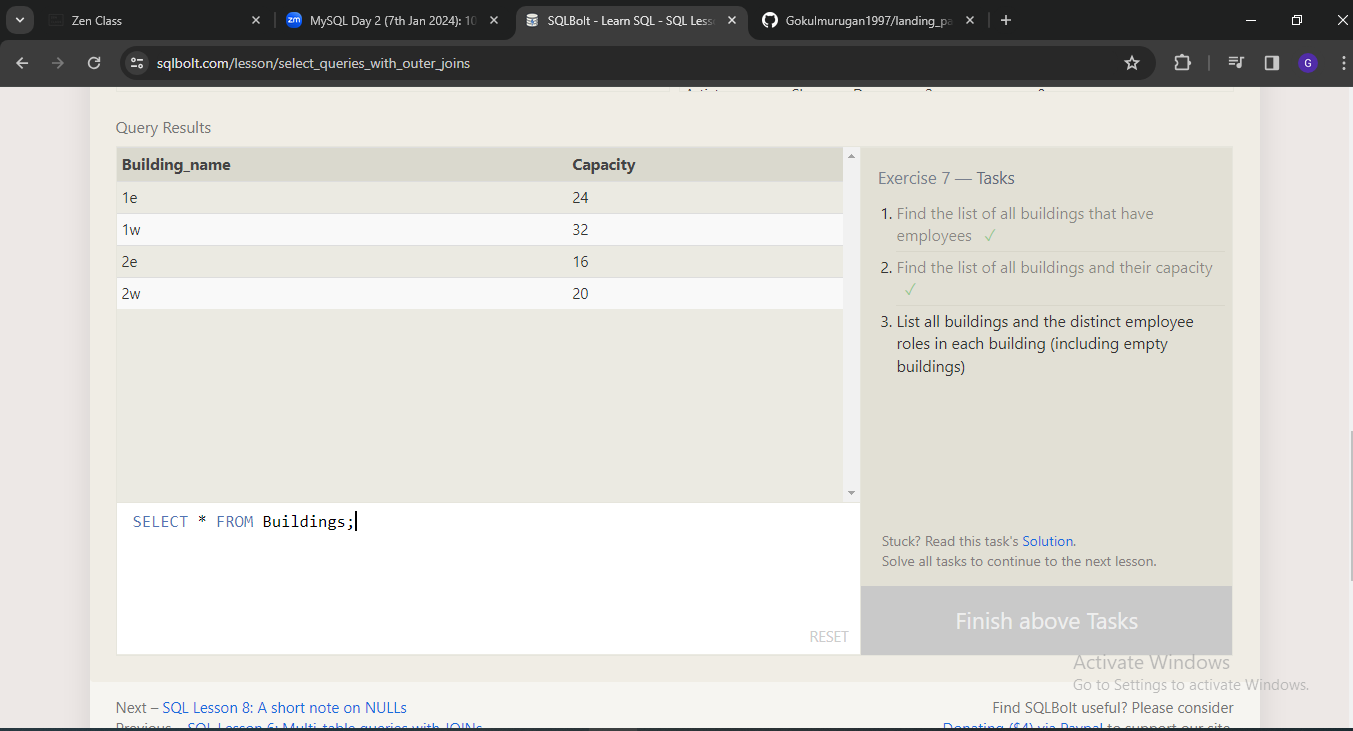 Zen Class
MySQL Day 2 (7th Jan 2024): 10
SQLBolt - Learn SQL - SQL Less
Gokulmurugan1997/landing_pa
sqlbolt.com/lesson/select_queries_with_outer_joins
G
Query Results
Building_name Capacity
1e 24
1w 32
2e 16
2w 20
SELECT * FROM Buildings;
RESET
Exercise 7 — Tasks
1. Find the list of all buildings that have
employees ✓
2. Find the list of all buildings and their capacity
✓
3. List all buildings and the distinct employee
roles in each building (including empty
buildings)
Stuck? Read this task's Solution.
Solve all tasks to continue to the next lesson.
Finish above Tasks
Activate Windows
Go to Settings to activate Windows.
Next – SQL Lesson 8: A short note on NULLs
Find SQLBolt useful? Please consider
Previous – SQL Lesson 6: Multi-table queries with JOINs
Donating ($4) via Paypal to support our site.